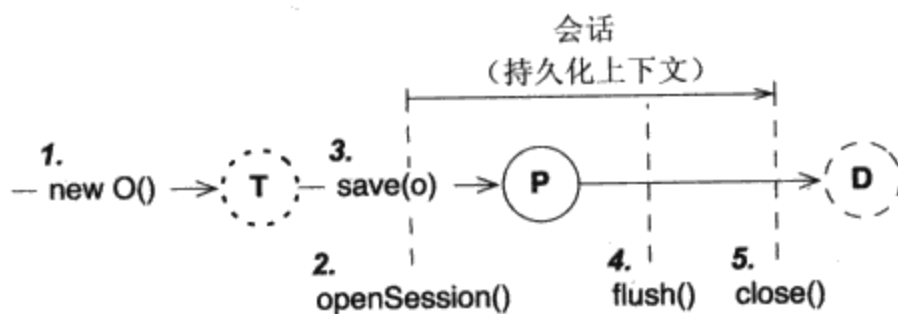 会话
（持久化上下文）
1.
new O()
T
3.
save(o)
P
D
2.
openSession()
4.
flush()
5.
close()